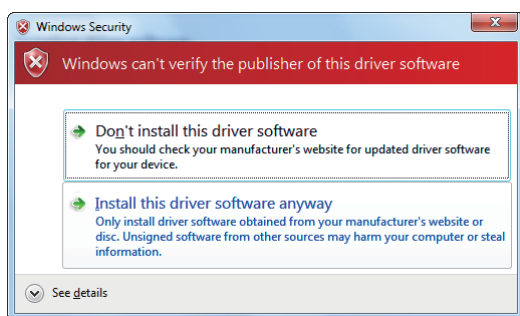 Windows Security
Windows can't verify the publisher of this driver software
Don't install this driver software
You should check your manufacturer's website for updated driver software
for your device.
Install this driver software anyway
Only install driver software obtained from your manufacturer's website or
disc. Unsigned software from other sources may harm your computer or steal
information.
See details